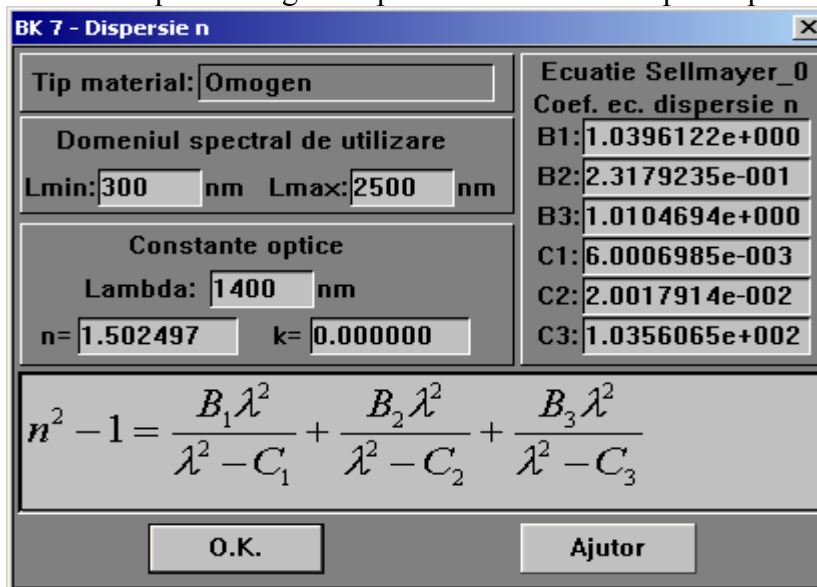 BK 7 - Dispersie n
Tip material: Omogen
Domeniul spectral de utilizare
Lmin: 300 nm Lmax: 2500 nm
Constante optice
Lambda: 1400 nm
n= 1.502497 k= 0.000000
Ecuatie Sellmayer_0
Coef. ec. dispersie n
B1: 1.0396122e+000
B2: 2.3179235e-001
B3: 1.0104694e+000
C1: 6.0006985e-003
C2: 2.0017914e-002
C3: 1.0356065e+002
n² − 1 = B₁λ² / (λ² − C₁) + B₂λ² / (λ² − C₂) + B₃λ² / (λ² − C₃)
O.K. Ajutor